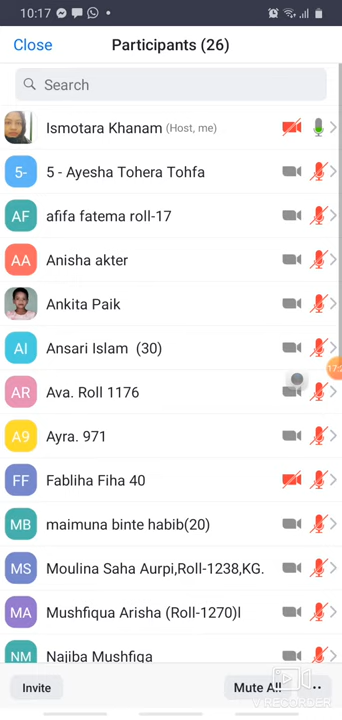 10:17
Close Participants (26)
Search
Ismotara Khanam (Host, me)
5- 5 - Ayesha Tohera Tohfa
AF afifa fatema roll-17
AA Anisha akter
Ankita Paik
AI Ansari Islam (30)
AR Ava. Roll 1176
A9 Ayra. 971
FF Fabliha Fiha 40
MB maimuna binte habib(20)
MS Moulina Saha Aurpi,Roll-1238,KG.
MA Mushfiqua Arisha (Roll-1270)I
NM Najiba Mushfiqa
Invite Mute All
VRECORDER